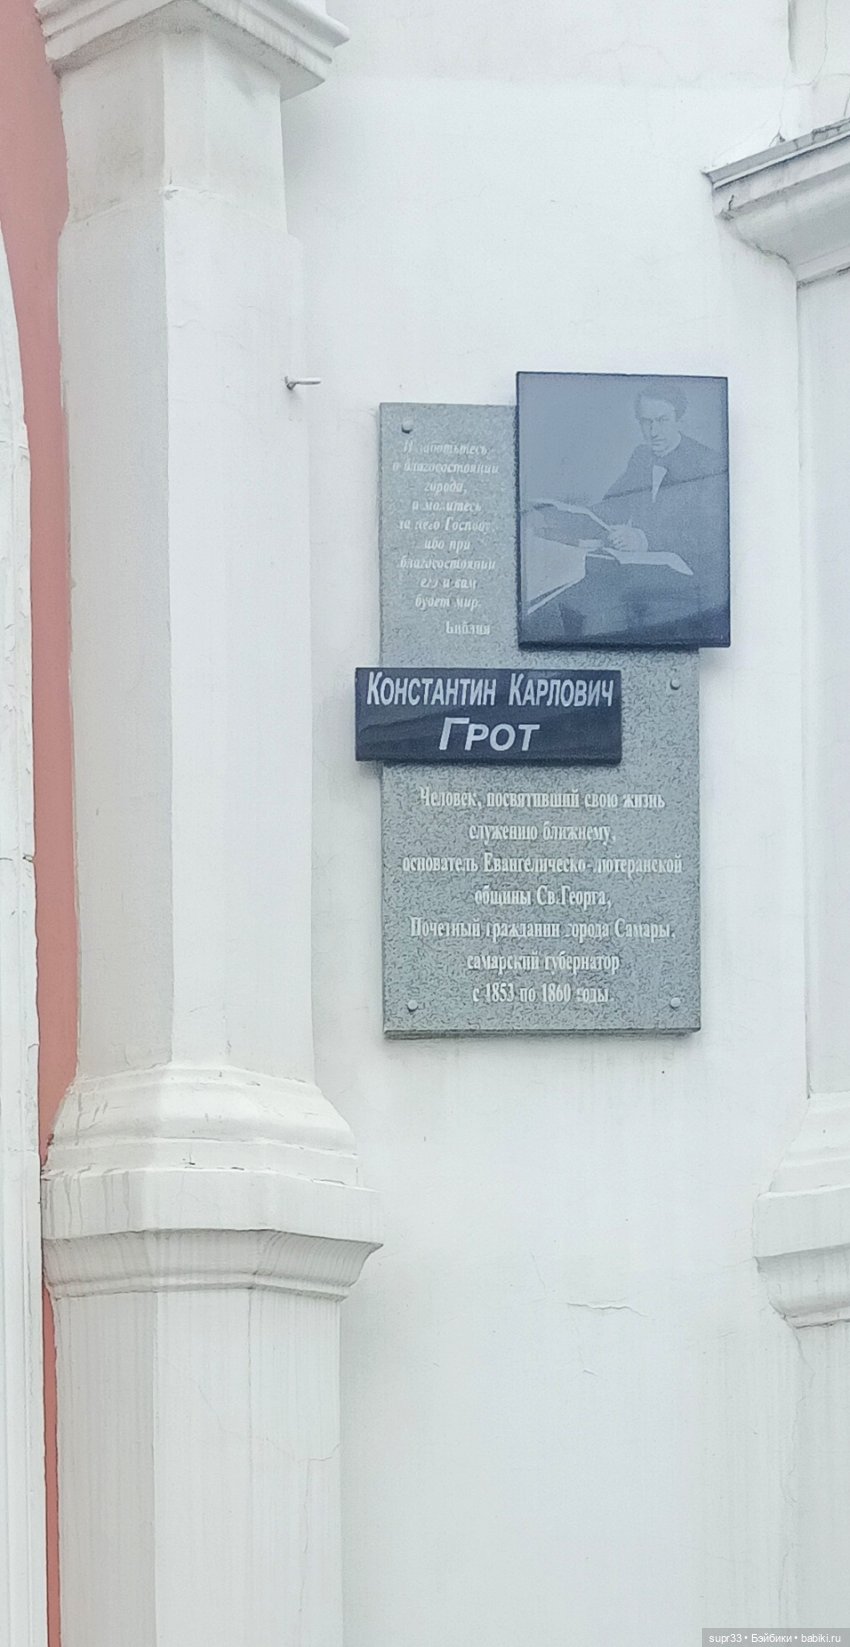 И заботьтесь
о благосостоянии
города,
и молитесь
за него Господу,
ибо при
благосостоянии
его и вам
будет мир.
Библия
Константин Карлович
Грот
Человек, посвятивший свою жизнь
служению ближнему,
основатель Евангелическо-лютеранской
общины Св.Георга,
Почетный гражданин города Самары,
самарский губернатор
с 1853 по 1860 годы.
supr33 • Бэйбики • babiki.ru